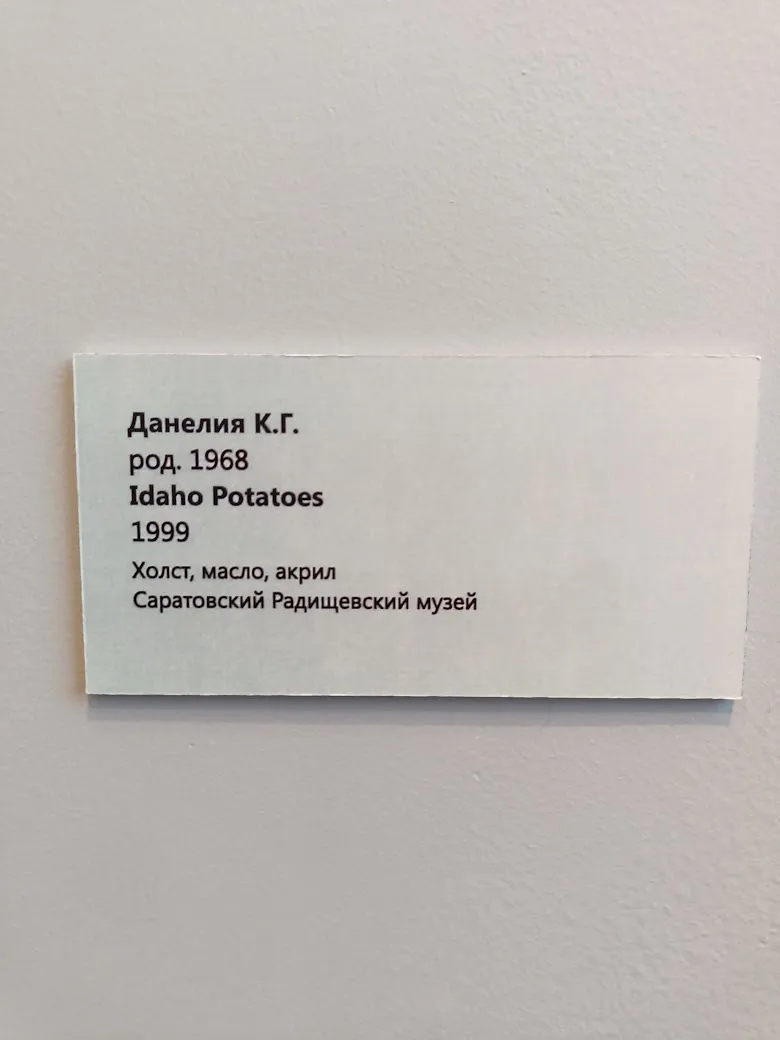 Данелия К.Г.
род. 1968
Idaho Potatoes
1999
Холст, масло, акрил
Саратовский Радищевский музей